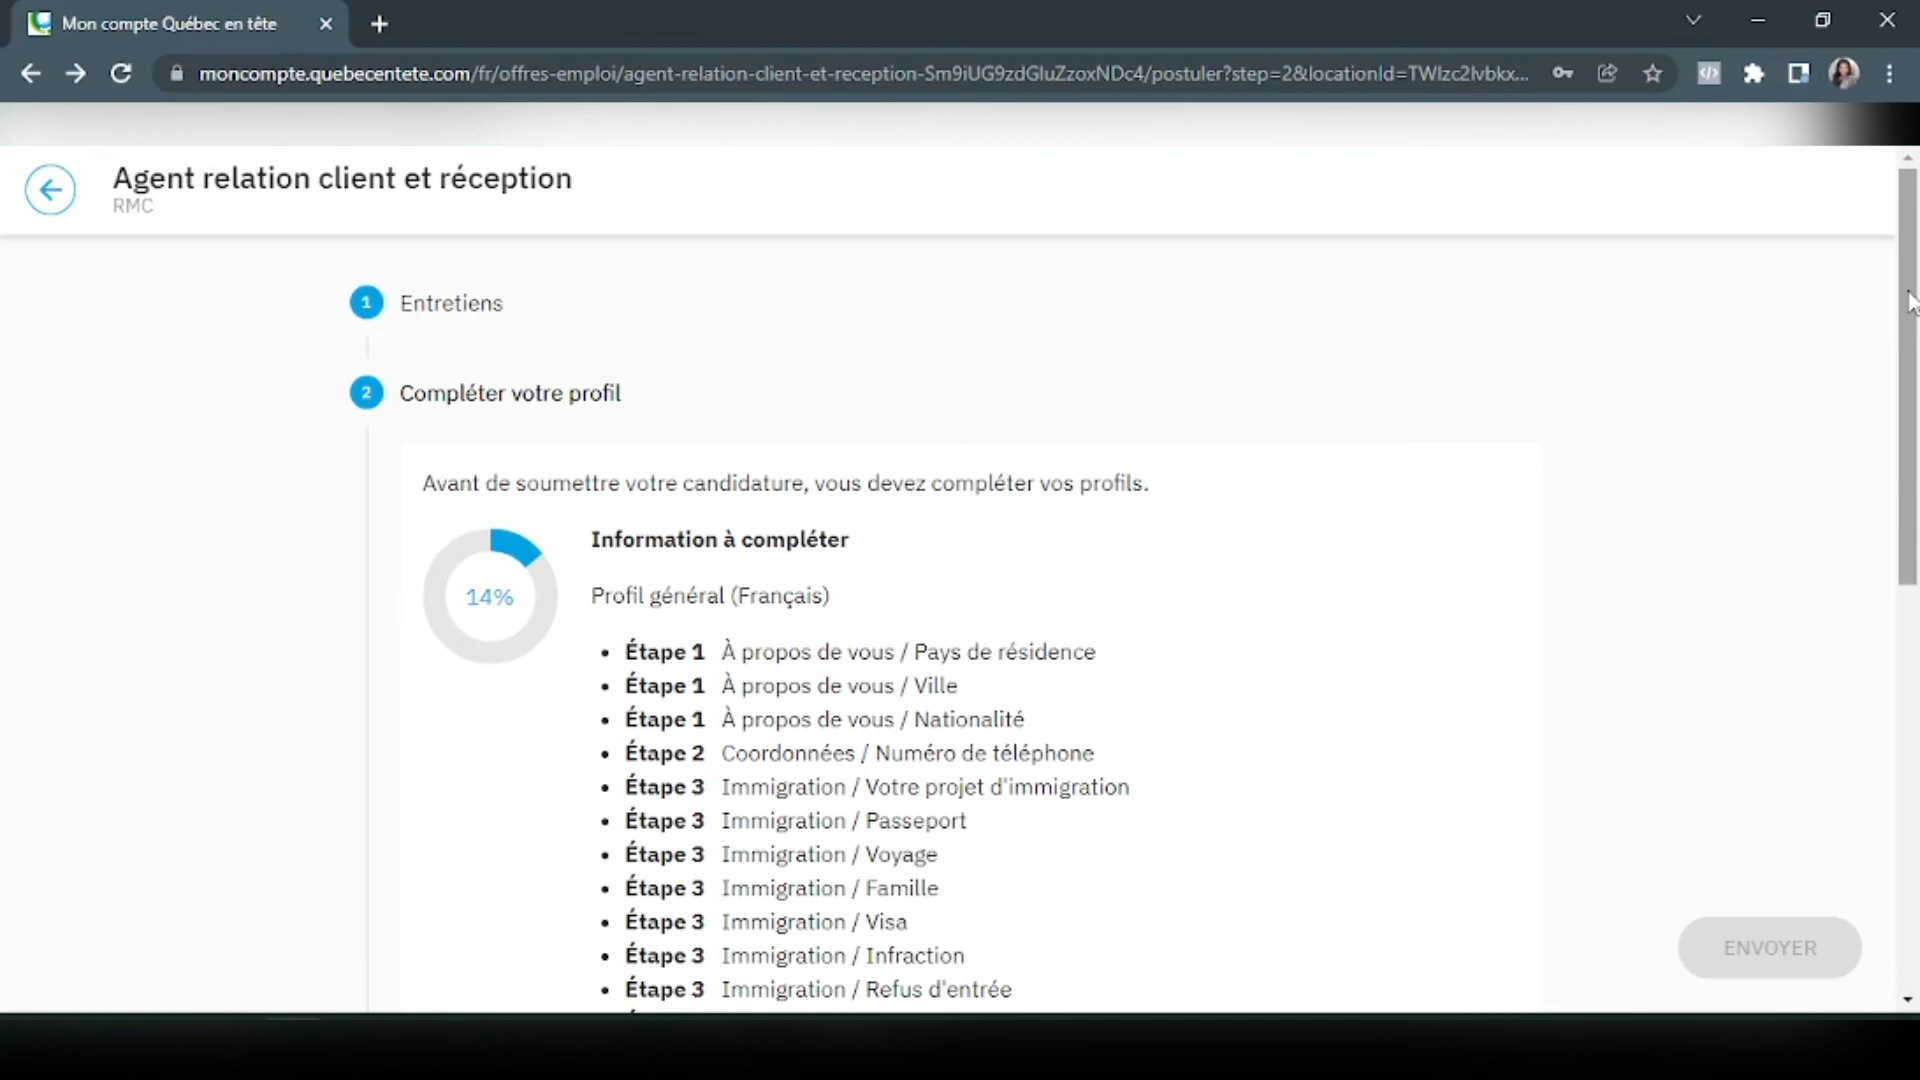 Mon compte Québec en tête
moncompte.quebecentete.com/fr/offres-emploi/agent-relation-client-et-reception-Sm9iUG9zdGluZzoxNDc4/postuler?step=2&locationId=TWlzc2lvbkx...
Agent relation client et réception
RMC
1 Entretiens
2 Compléter votre profil
Avant de soumettre votre candidature, vous devez compléter vos profils.
Information à compléter
14%
Profil général (Français)
• Étape 1 À propos de vous / Pays de résidence
• Étape 1 À propos de vous / Ville
• Étape 1 À propos de vous / Nationalité
• Étape 2 Coordonnées / Numéro de téléphone
• Étape 3 Immigration / Votre projet d'immigration
• Étape 3 Immigration / Passeport
• Étape 3 Immigration / Voyage
• Étape 3 Immigration / Famille
• Étape 3 Immigration / Visa
• Étape 3 Immigration / Infraction
• Étape 3 Immigration / Refus d'entrée
ENVOYER